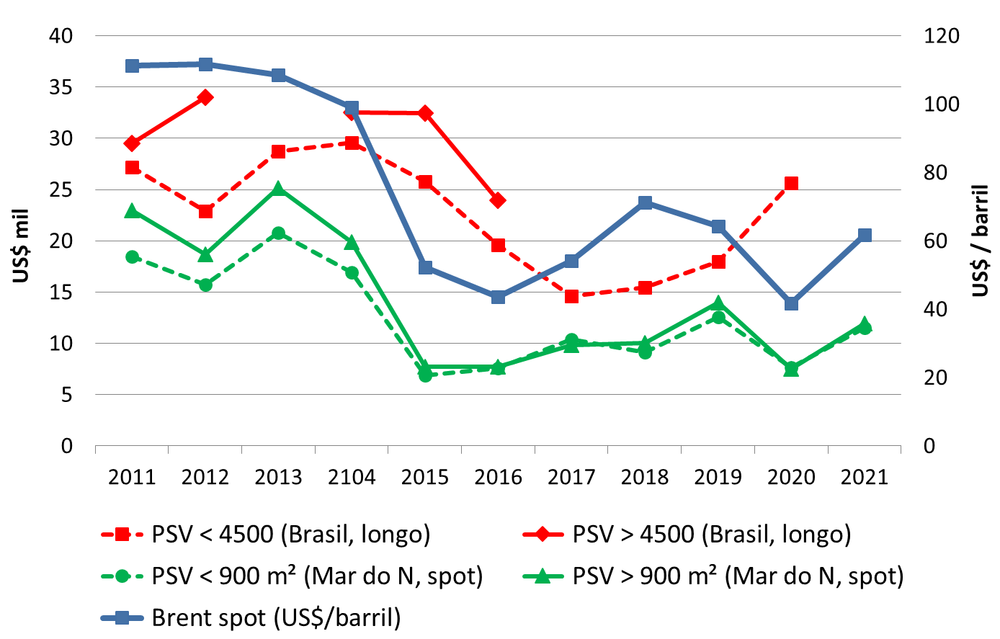 40
35
30
25
20
15
10
5
0
US$ mil
120
100
80
60
40
20
0
US$ / barril
2011 2012 2013 2104 2015 2016 2017 2018 2019 2020 2021
PSV < 4500 (Brasil, longo) PSV > 4500 (Brasil, longo)
PSV < 900 m² (Mar do N, spot) PSV > 900 m² (Mar do N, spot)
Brent spot (US$/barril)